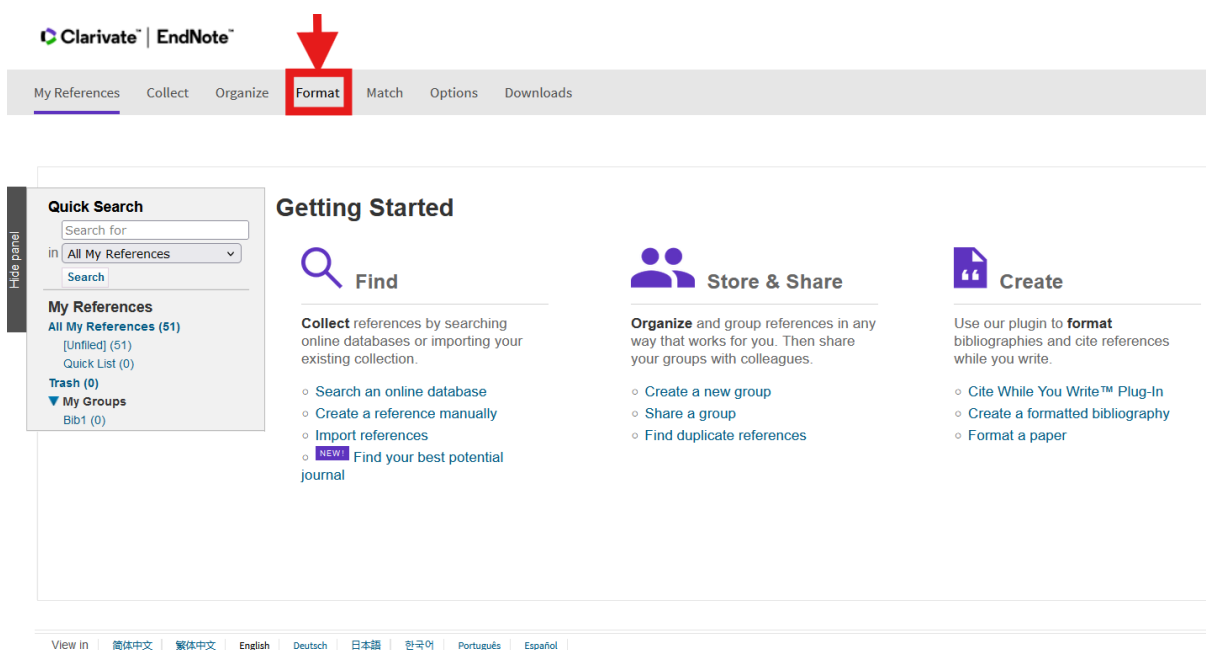 Clarivate™ | EndNote™
My References Collect Organize Format Match Options Downloads
Hide panel
Quick Search
Search for
in All My References
Search
My References
All My References (51)
[Unfiled] (51)
Quick List (0)
Trash (0)
▼ My Groups
Bib1 (0)
Getting Started
Find
Collect references by searching
online databases or importing your
existing collection.
Search an online database
Create a reference manually
Import references
NEW! Find your best potential
journal
Store & Share
Organize and group references in any
way that works for you. Then share
your groups with colleagues.
Create a new group
Share a group
Find duplicate references
Create
Use our plugin to format
bibliographies and cite references
while you write.
Cite While You Write™ Plug-In
Create a formatted bibliography
Format a paper
View in 简体中文 繁体中文 English Deutsch 日本語 한국어 Português Español